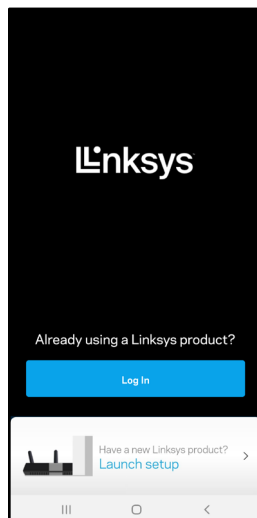 Linksys
Already using a Linksys product?
Log In
Have a new Linksys product?
Launch setup